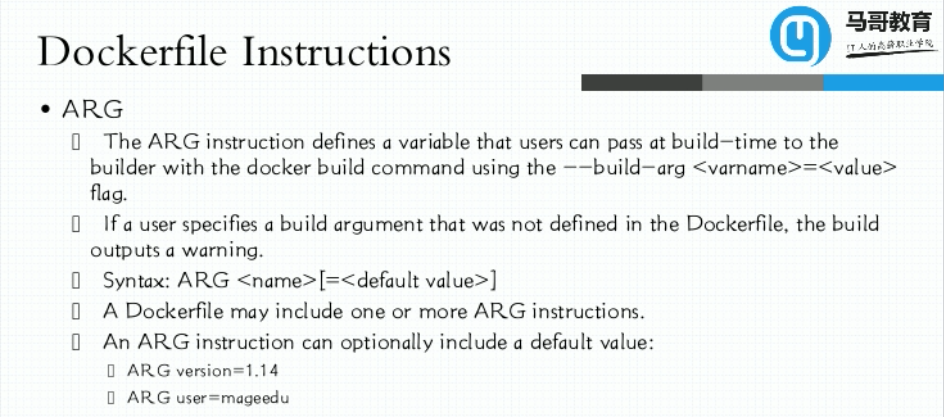 马哥教育
IT人的高薪职业学院
Dockerfile Instructions
• ARG
The ARG instruction defines a variable that users can pass at build-time to the
builder with the docker build command using the --build-arg <varname>=<value>
flag.
If a user specifies a build argument that was not defined in the Dockerfile, the build
outputs a warning.
Syntax: ARG <name>[=<default value>]
A Dockerfile may include one or more ARG instructions.
An ARG instruction can optionally include a default value:
ARG version=1.14
ARG user=mageedu